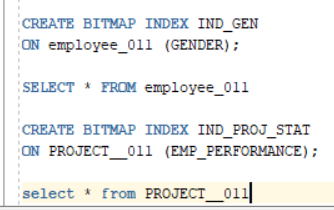 CREATE BITMAP INDEX IND_GEN
ON employee_011 (GENDER);
SELECT * FROM employee_011
CREATE BITMAP INDEX IND_PROJ_STAT
ON PROJECT__011 (EMP_PERFORMANCE);
select * from PROJECT__011